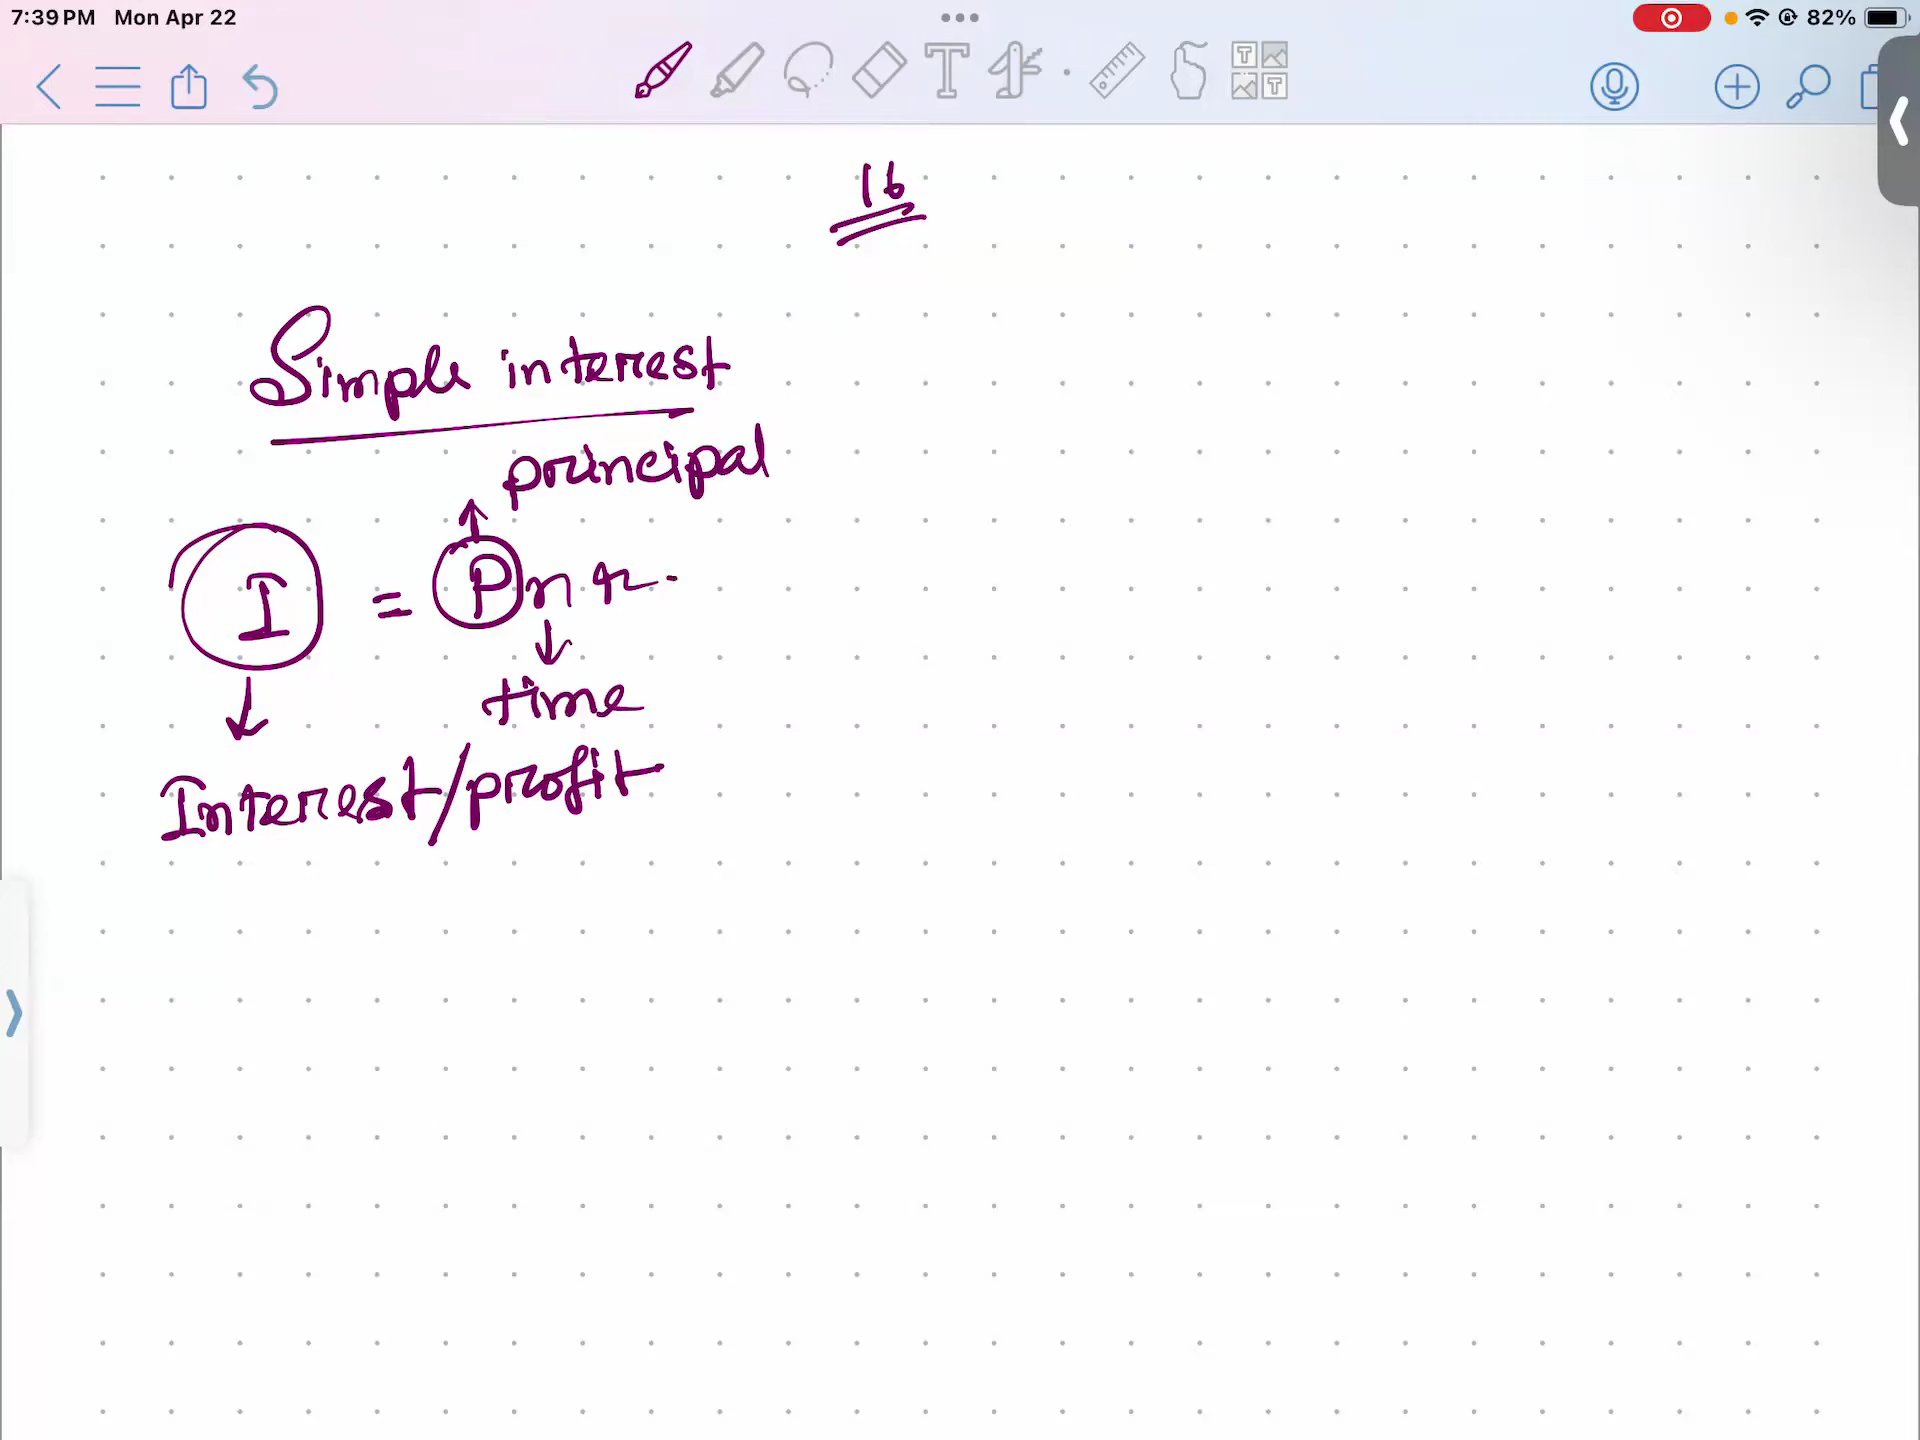 7:39 PM Mon Apr 22
82%
16
Simple interest
principal
I = Pnr.
time
Interest/profit